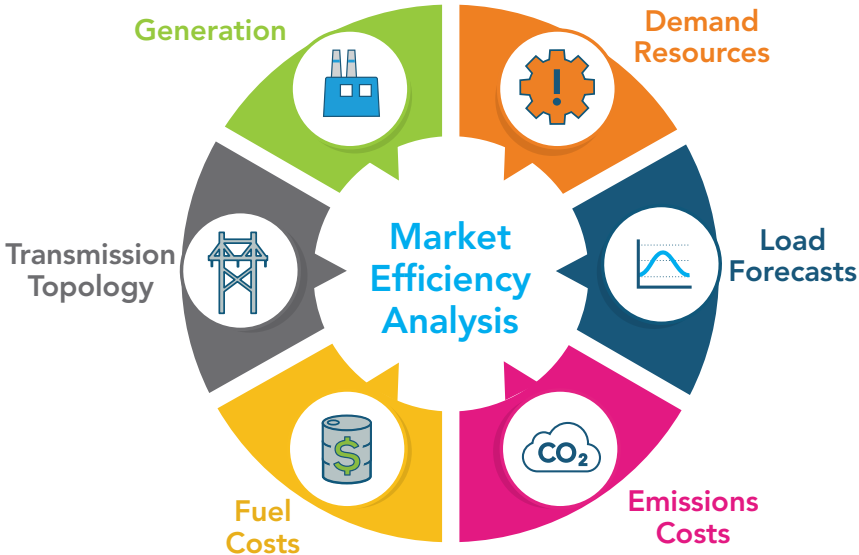 Generation
Demand
Resources
Load
Forecasts
Emissions
Costs
Fuel
Costs
Transmission
Topology
Market
Efficiency
Analysis
!
$
CO₂